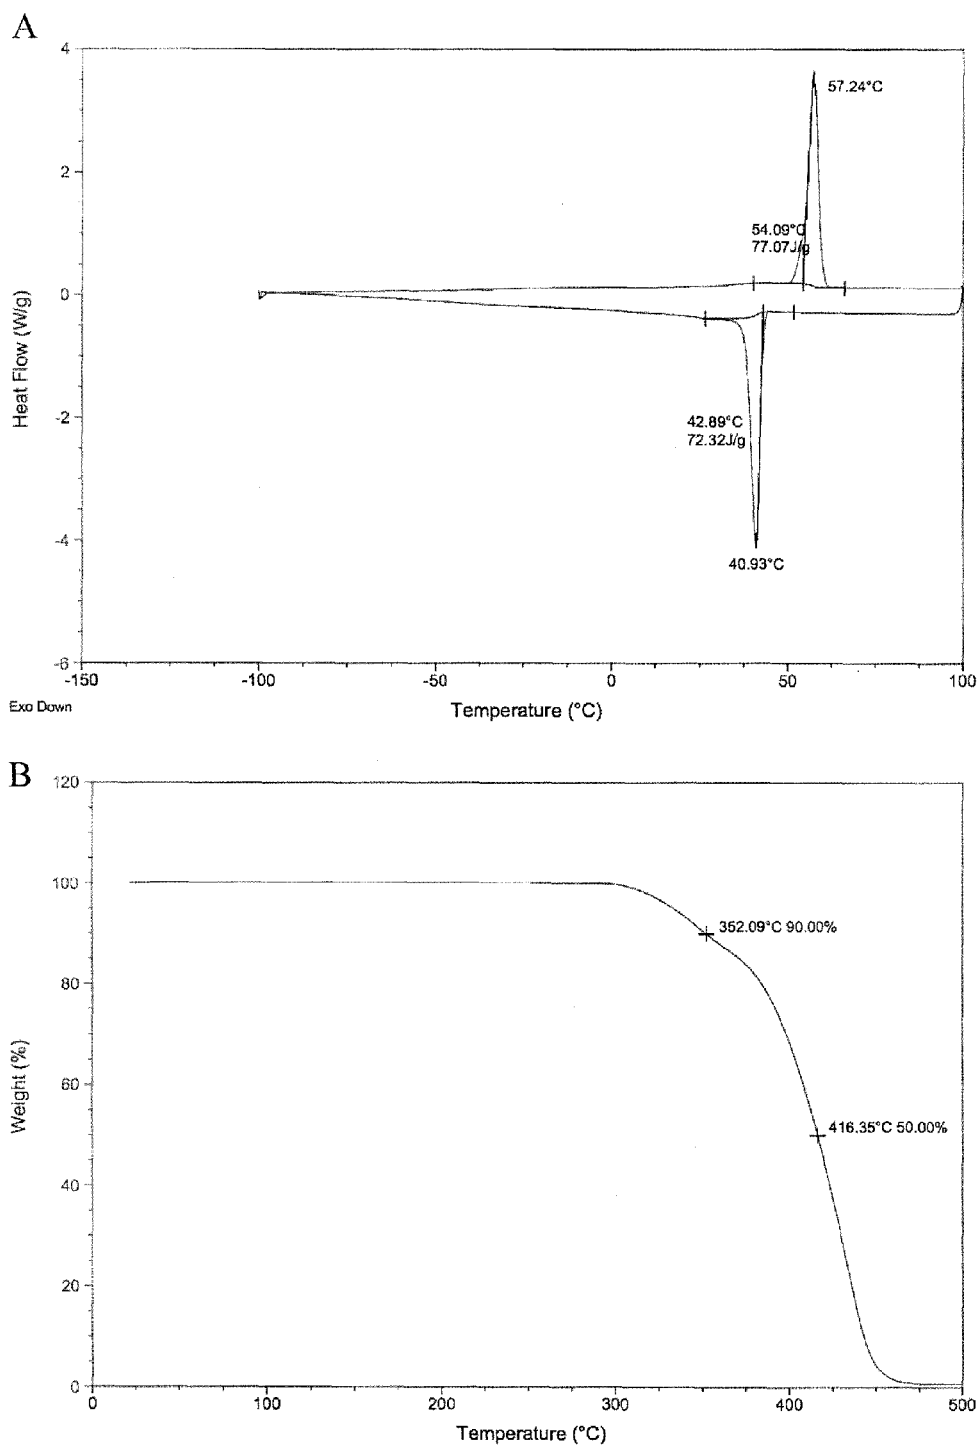 A
4
2
0
-2
-4
-6
Heat Flow (W/g)
57.24°C
54.09°C
77.07J/g
42.89°C
72.32J/g
40.93°C
-150
-100
-50
0
50
100
Exo Down
Temperature (°C)
B
120
100
80
60
40
20
0
Weight (%)
352.09°C 90.00%
416.35°C 50.00%
0
100
200
300
400
500
Temperature (°C)